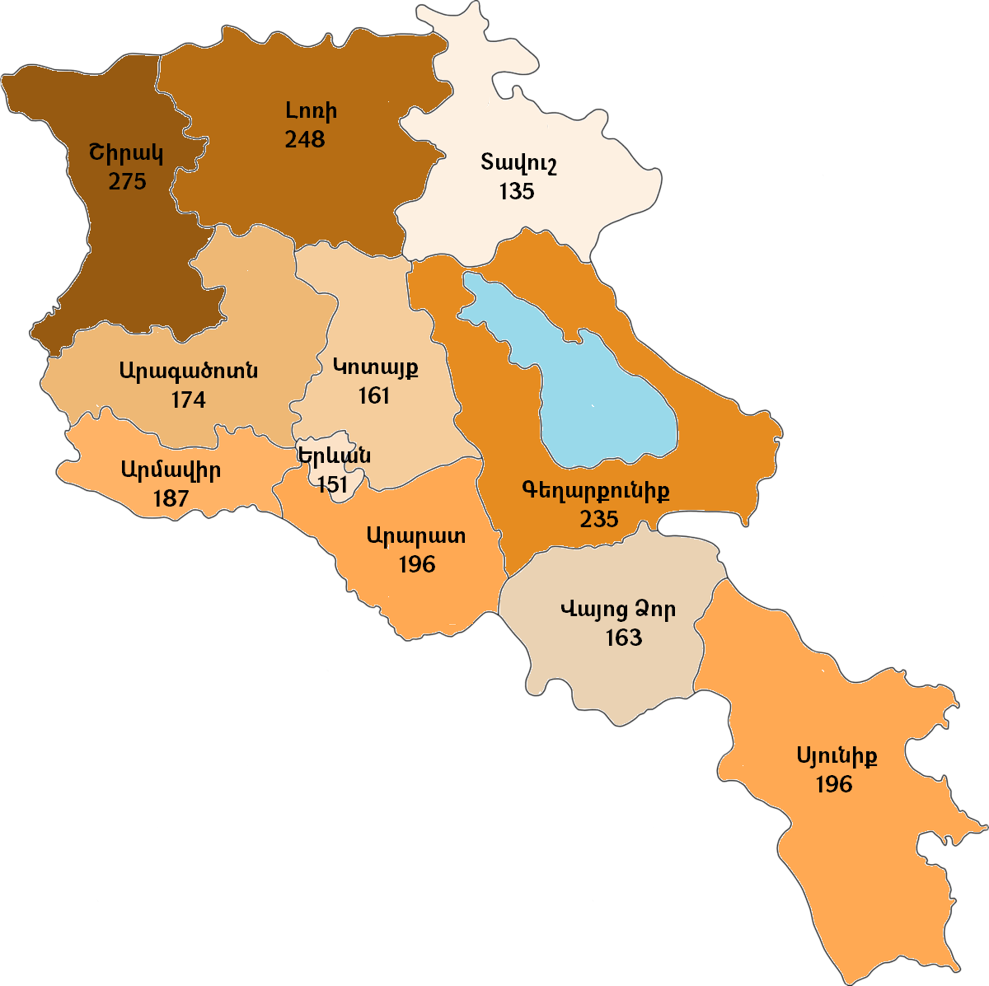 Լոռի
248
Շիրակ
275
Տավուշ
135
Արագածոտն
174
Կոտայք
161
Երևան
151
Արմավիր
187
Գեղարքունիք
235
Արարատ
196
Վայոց Ձոր
163
Սյունիք
196